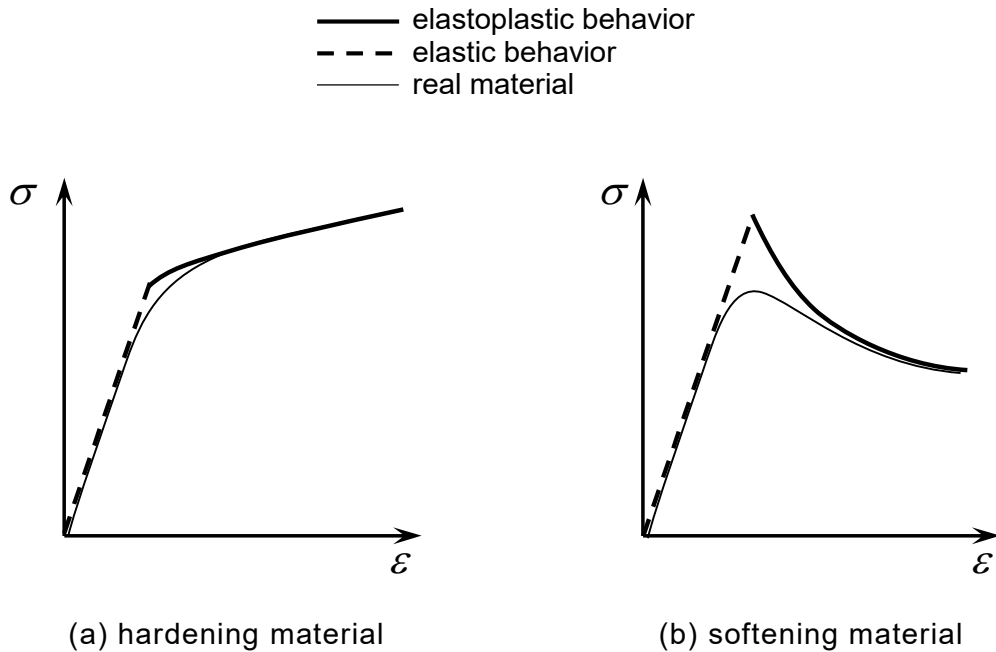 elastoplastic behavior
elastic behavior
real material
σ
σ
ε
ε
(a) hardening material
(b) softening material